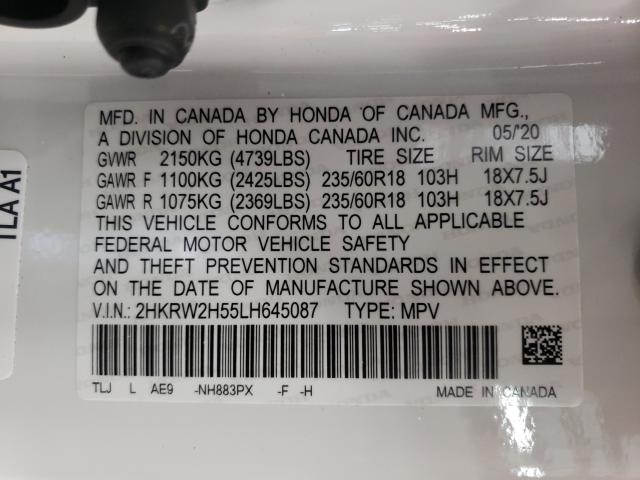 MFD. IN CANADA BY HONDA OF CANADA MFG.,
A DIVISION OF HONDA CANADA INC. 05/'20
GVWR 2150KG (4739LBS) TIRE SIZE RIM SIZE
GAWR F 1100KG (2425LBS) 235/60R18 103H 18X7.5J
GAWR R 1075KG (2369LBS) 235/60R18 103H 18X7.5J
THIS VEHICLE CONFORMS TO ALL APPLICABLE
FEDERAL MOTOR VEHICLE SAFETY
AND THEFT PREVENTION STANDARDS IN EFFECT
ON THE DATE OF MANUFACTURE SHOWN ABOVE.
V.I.N.: 2HKRW2H55LH645087 TYPE: MPV
TLJ L AE9 -NH883PX -F -H MADE IN CANADA
TLA A1